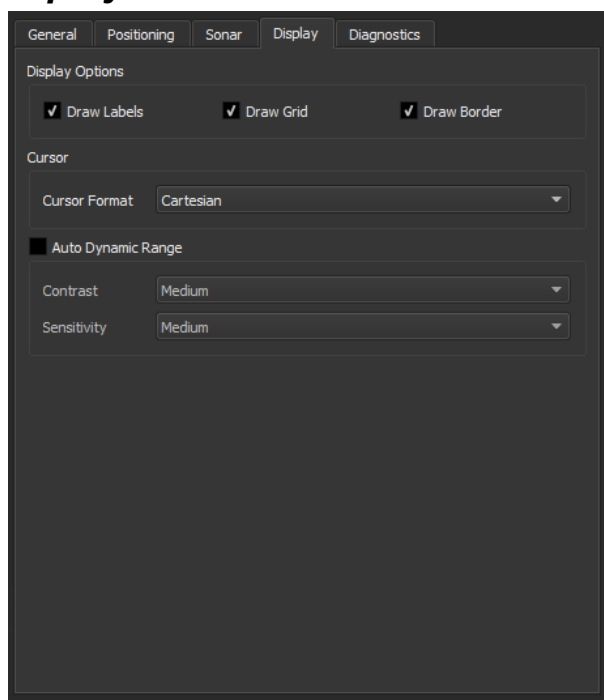 General Positioning Sonar Display Diagnostics
Display Options
Draw Labels Draw Grid Draw Border
Cursor
Cursor Format Cartesian
Auto Dynamic Range
Contrast Medium
Sensitivity Medium